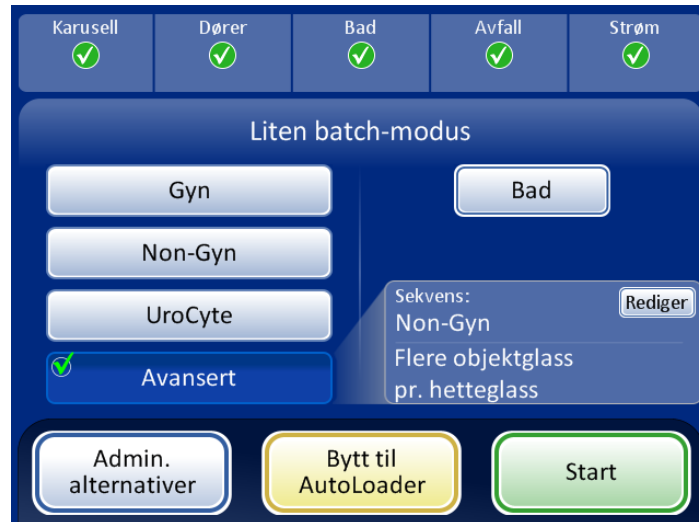 Karusell
Dører
Bad
Avfall
Strøm
Liten batch-modus
Gyn
Non-Gyn
UroCyte
Avansert
Bad
Sekvens:
Non-Gyn
Rediger
Flere objektglass
pr. hetteglass
Admin.
alternativer
Bytt til
AutoLoader
Start